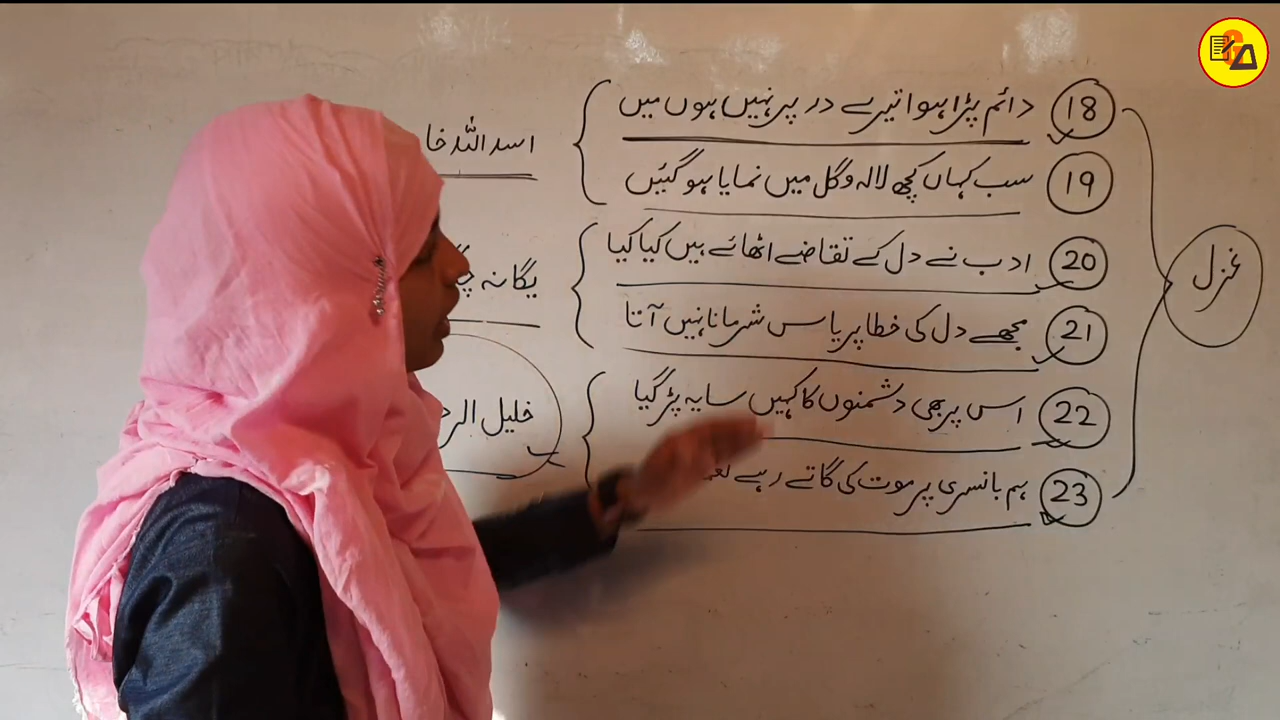 غزل
18 دائم پڑا ہوا تیرے در پر نہیں ہوں میں
19 سب کہاں کچھ لالہ و گل میں نمایا ہو گئیں
اسد اللہ خا
20 ادب نے دل کے تقاضے اٹھائے ہیں کیا کیا
21 مجھے دل کی خطا پر یاس شرمانا نہیں آتا
یگانہ
22 اس پر بھی دشمنوں کا کہیں سایہ پڑ گیا
23 ہم بانسری پر موت کی گاتے رہے
خلیل الر